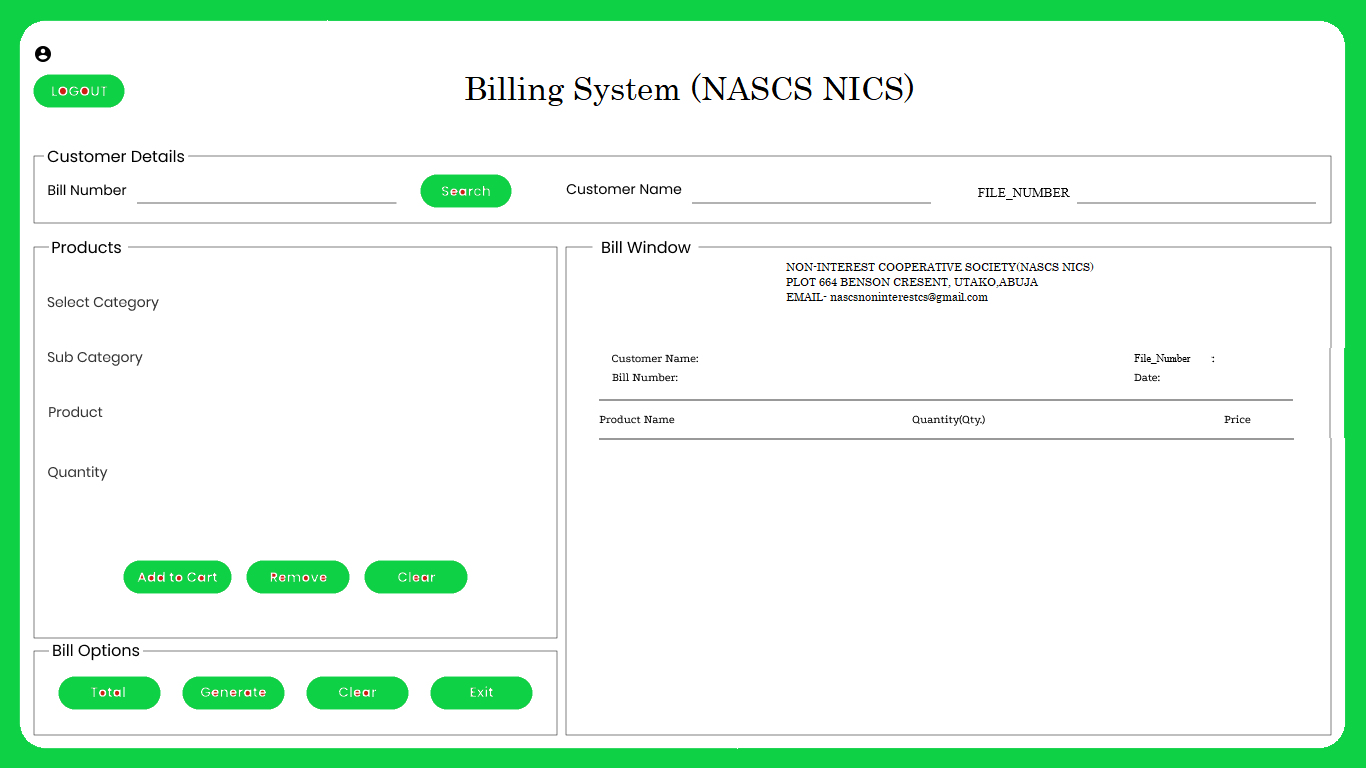 LOGOUT
Billing System (NASCS NICS)
Customer Details
Bill Number
Search
Customer Name
FILE_NUMBER
Products
Select Category
Sub Category
Product
Quantity
Add to Cart
Remove
Clear
Bill Options
Total
Generate
Clear
Exit
Bill Window
NON-INTEREST COOPERATIVE SOCIETY(NASCS NICS)
PLOT 664 BENSON CRESENT, UTAKO,ABUJA
EMAIL- nascsnoninterestcs@gmail.com
Customer Name:
File_Number :
Bill Number:
Date:
Product Name
Quantity(Qty.)
Price